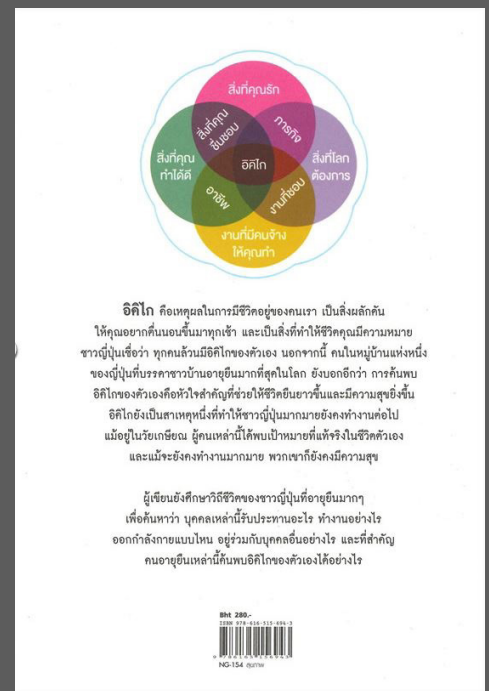 สิ่งที่คุณรัก
สิ่งที่คุณ
ชื่นชอบ
ภารกิจ
สิ่งที่คุณ
ทำได้ดี
อิคิไก
สิ่งที่โลก
ต้องการ
อาชีพ
งานที่ชอบ
งานที่มีคนจ้าง
ให้คุณทำ
อิคิไก คือเหตุผลในการมีชีวิตอยู่ของคนเรา เป็นสิ่งผลักดัน
ให้คุณอยากตื่นนอนขึ้นมาทุกเช้า และเป็นสิ่งที่ทำให้ชีวิตคุณมีความหมาย
ชาวญี่ปุ่นเชื่อว่า ทุกคนล้วนมีอิคิไกของตัวเอง นอกจากนี้ คนในหมู่บ้านแห่งหนึ่ง
ของญี่ปุ่นที่บรรดาชาวบ้านอายุยืนมากที่สุดในโลก ยังบอกอีกว่า การค้นพบ
อิคิไกของตัวเองคือหัวใจสำคัญที่ช่วยให้ชีวิตยืนยาวขึ้นและมีความสุขยิ่งขึ้น
อิคิไกยังเป็นสาเหตุหนึ่งที่ทำให้ชาวญี่ปุ่นมากมายยังคงทำงานต่อไป
แม้อยู่ในวัยเกษียณ ผู้คนเหล่านี้ได้พบเป้าหมายที่แท้จริงในชีวิตตัวเอง
และแม้จะยังคงทำงานมากมาย พวกเขาก็ยังคงมีความสุข
ผู้เขียนยังศึกษาวิถีชีวิตของชาวญี่ปุ่นที่อายุยืนมากๆ
เพื่อค้นหาว่า บุคคลเหล่านี้รับประทานอะไร ทำงานอย่างไร
ออกกำลังกายแบบไหน อยู่ร่วมกับบุคคลอื่นอย่างไร และที่สำคัญ
คนอายุยืนเหล่านี้ค้นพบอิคิไกของตัวเองได้อย่างไร
Bht 280.-
ISBN 978-616-515-694-3
9 786165 156943
NG-154 สุขภาพ